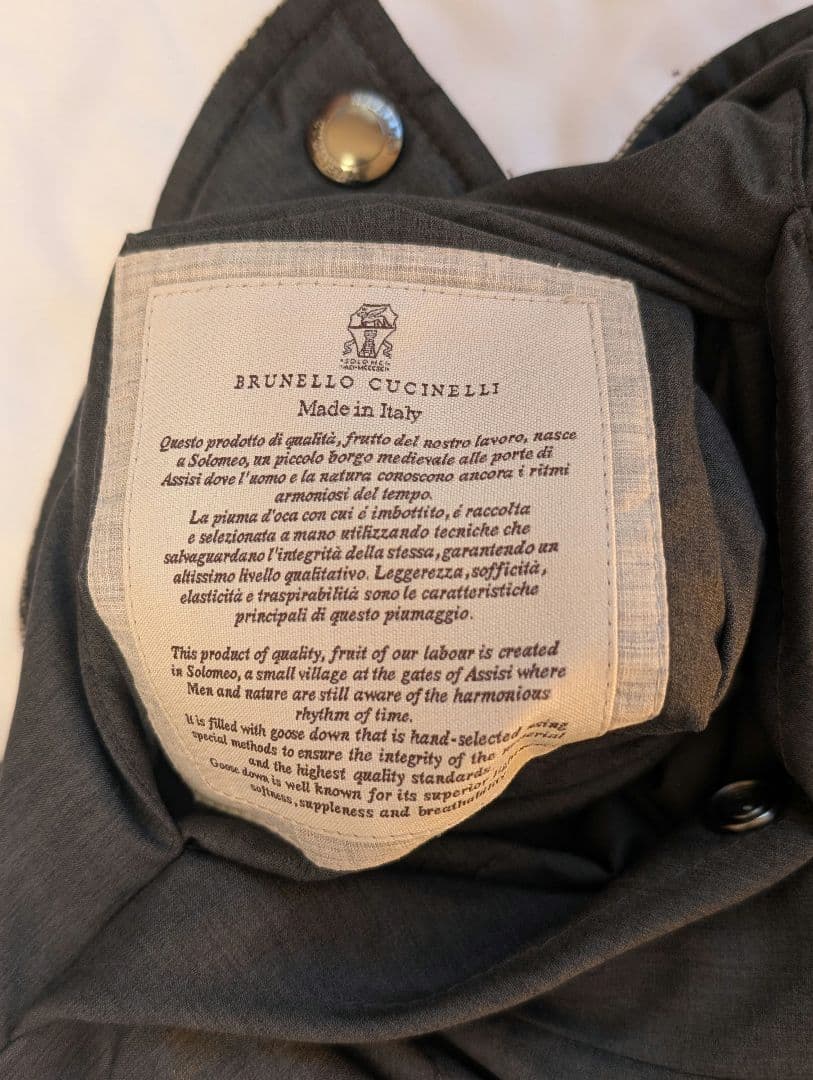 SOLOMEO
BRUNELLO CUCINELLI
Made in Italy
Questo prodotto di qualità, frutto del nostro lavoro, nasce
a Solomeo, un piccolo borgo medievale alle porte di
Assisi dove l'uomo e la natura conoscono ancora i ritmi
armoniosi del tempo.
La piuma d'oca con cui é imbottito, é raccolta
e selezionata a mano utilizzando tecniche che
salvaguardano l'integrità della stessa, garantendo un
altissimo livello qualitativo. Leggerezza, sofficità,
elasticità e traspirabilità sono le caratteristiche
principali di questo piumaggio.
This product of quality, fruit of our labour is created
in Solomeo, a small village at the gates of Assisi where
Men and nature are still aware of the harmonious
rhythm of time.
It is filled with goose down that is hand-selected using
special methods to ensure the integrity of the material
and the highest quality standards.
Goose down is well known for its superior
softness, suppleness and breathability